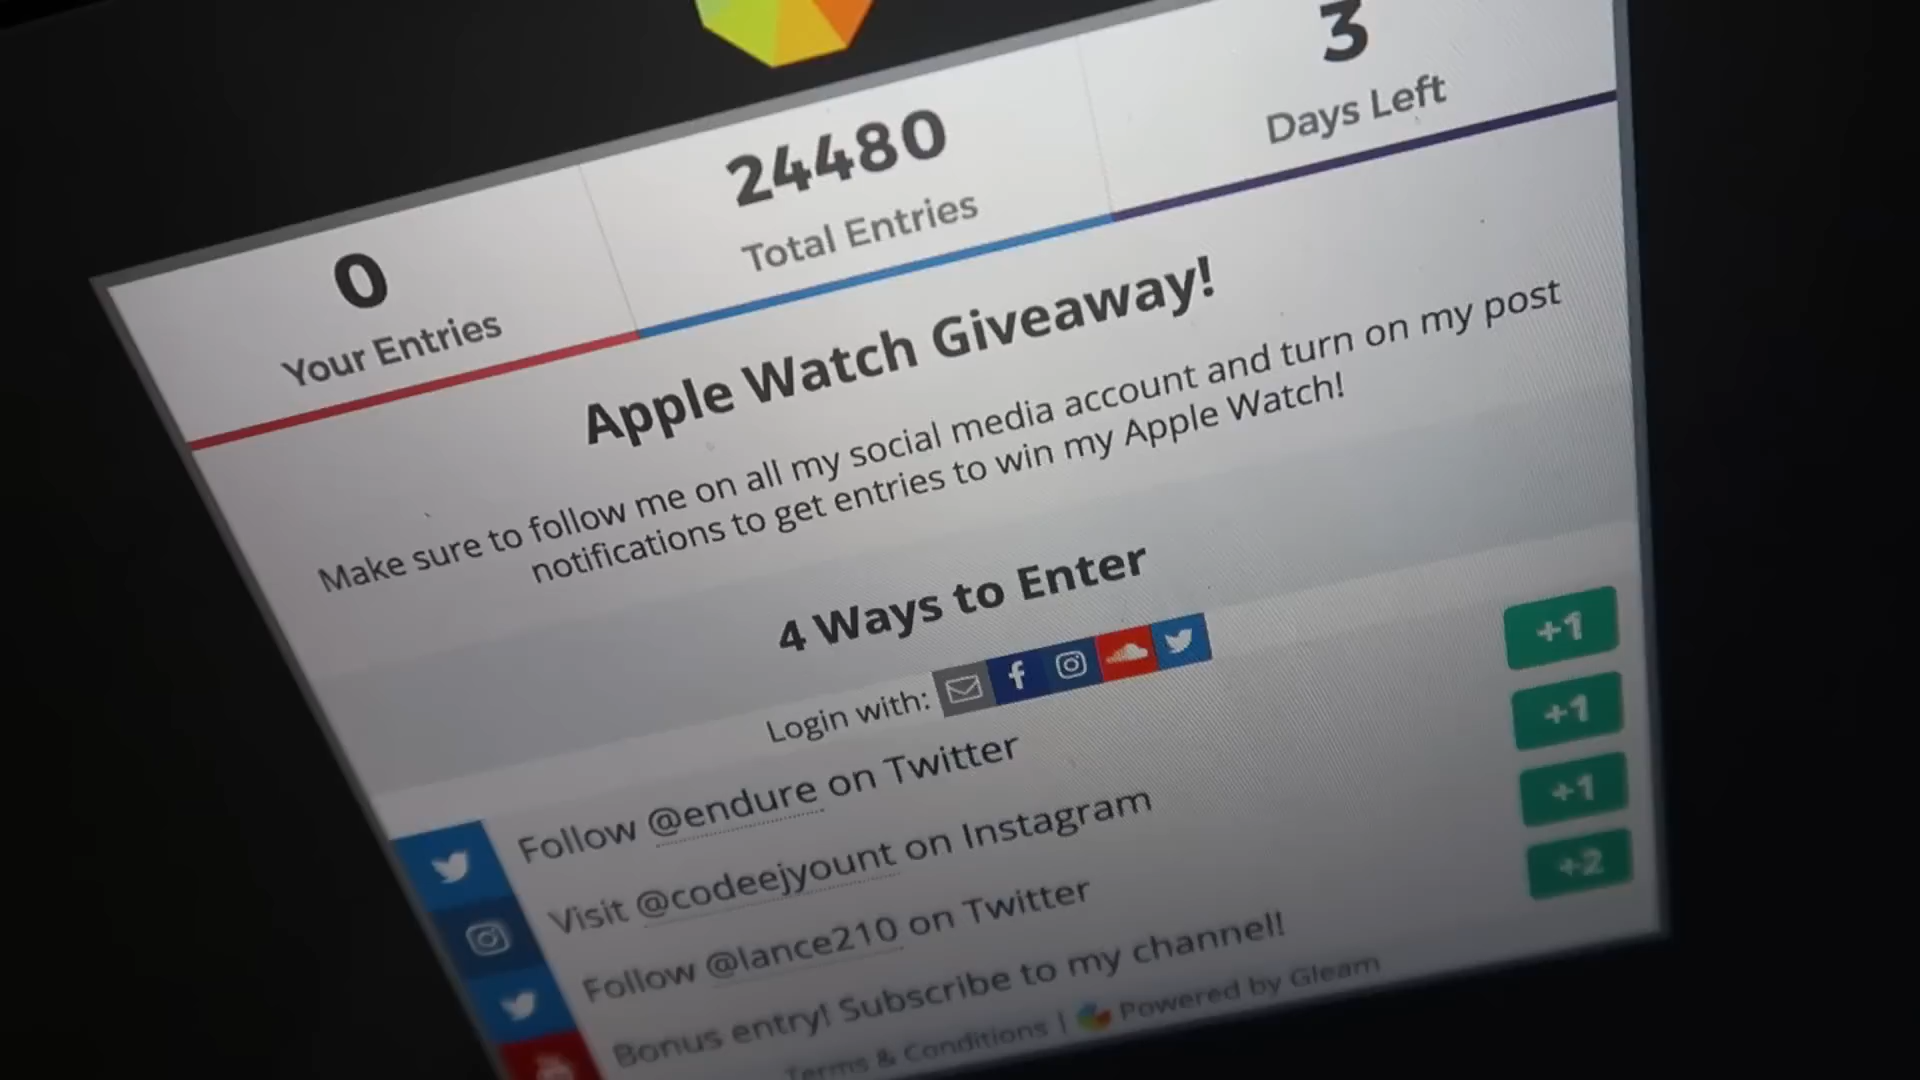 0
Your Entries
24480
Total Entries
3
Days Left
Apple Watch Giveaway!
Make sure to follow me on all my social media account and turn on my post
notifications to get entries to win my Apple Watch!
4 Ways to Enter
Login with:
Follow @endure on Twitter
+1
Visit @codeejyount on Instagram
+1
Follow @lance210 on Twitter
+1
Bonus entry! Subscribe to my channel!
+2
Terms & Conditions | Powered by Gleam